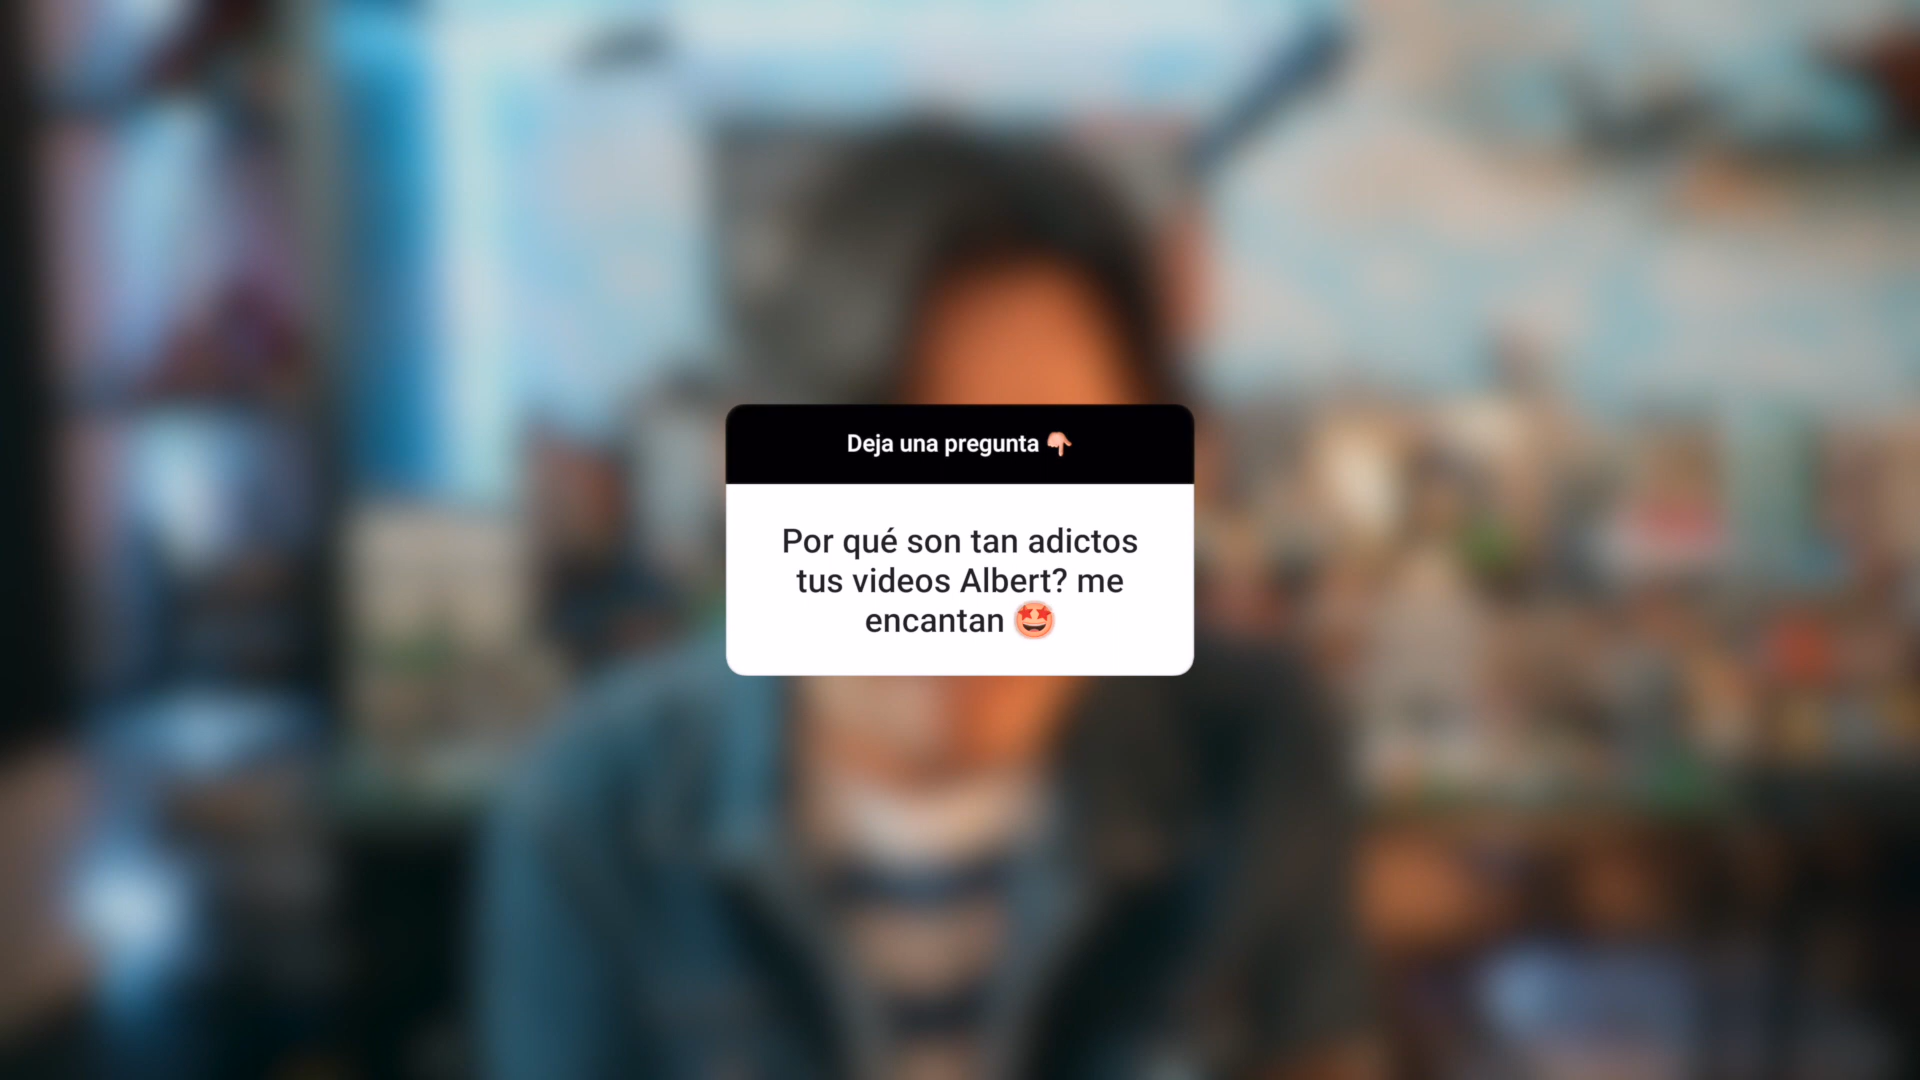 Deja una pregunta 👇
Por qué son tan adictos
tus videos Albert? me
encantan 🤩